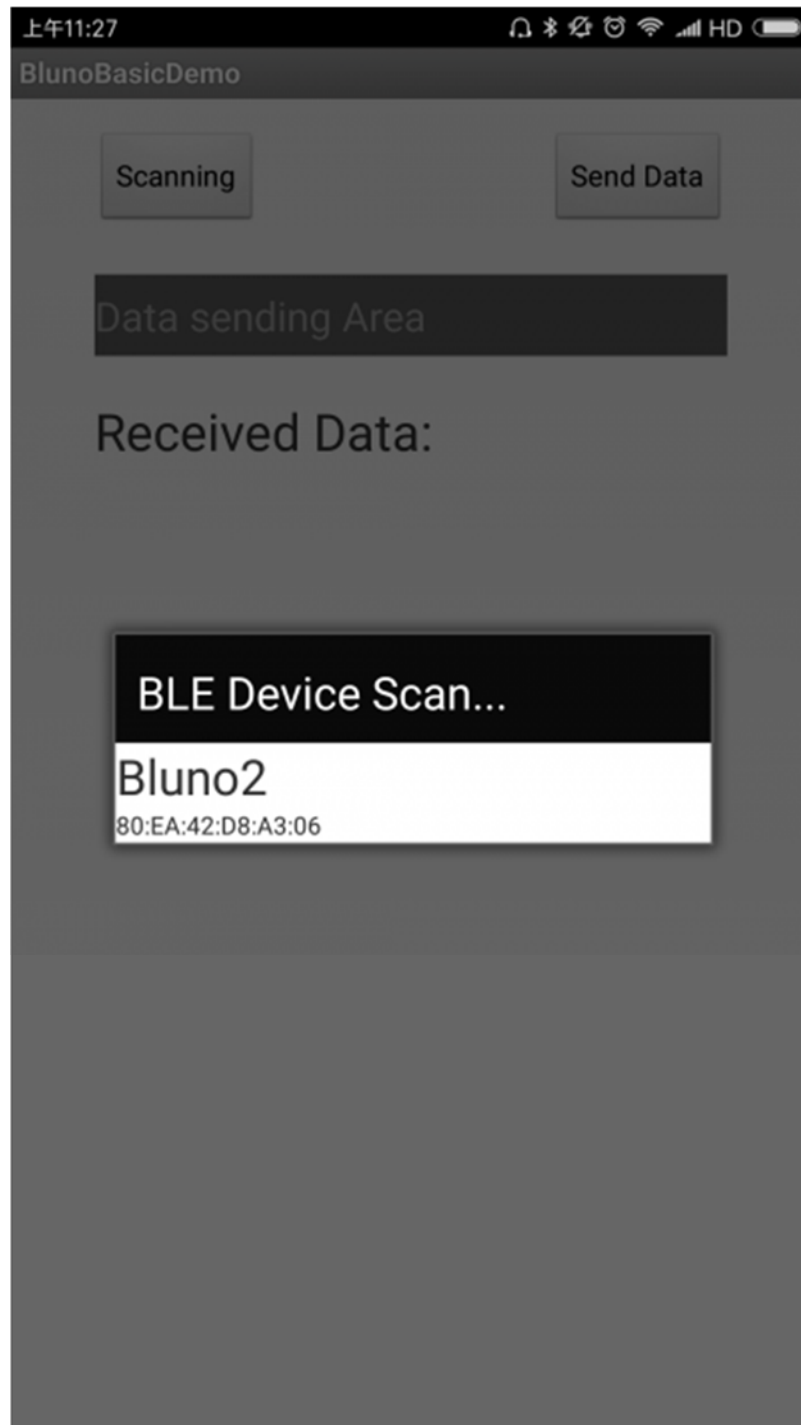 上午11:27 HD
BlunoBasicDemo
Scanning Send Data
Data sending Area
Received Data:
BLE Device Scan...
Bluno2
80:EA:42:D8:A3:06